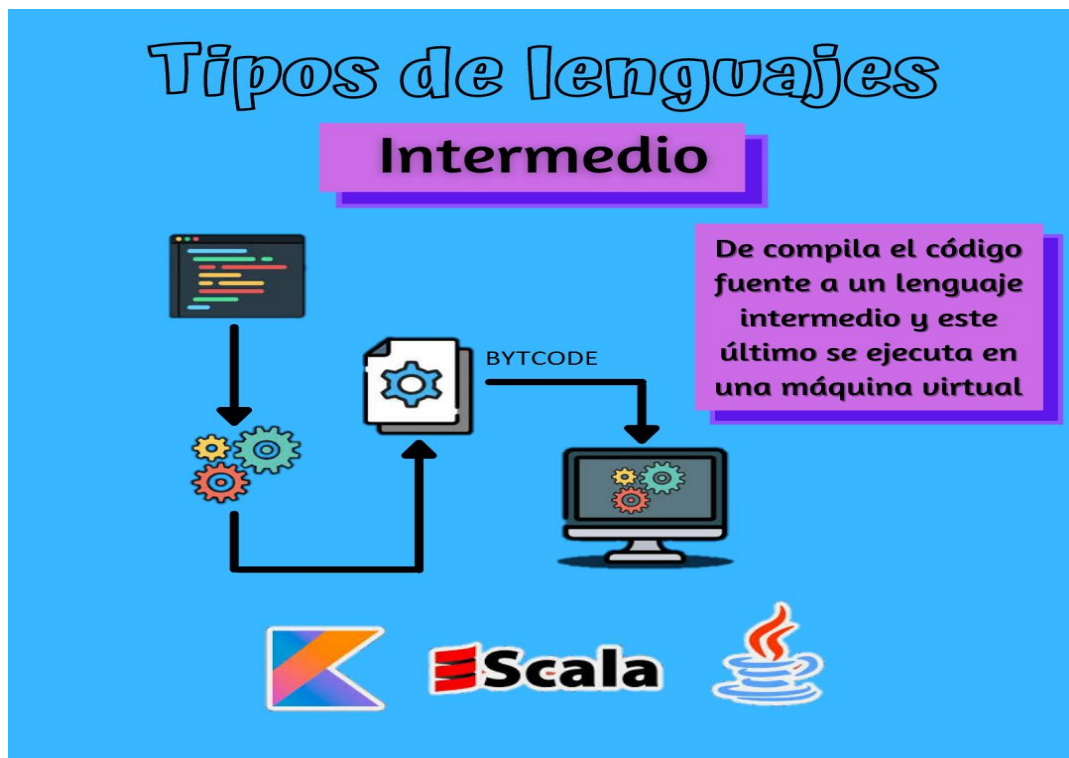 Tipos de lenguajes
Intermedio
De compila el código
fuente a un lenguaje
intermedio y este
último se ejecuta en
una máquina virtual
BYTCODE
Scala